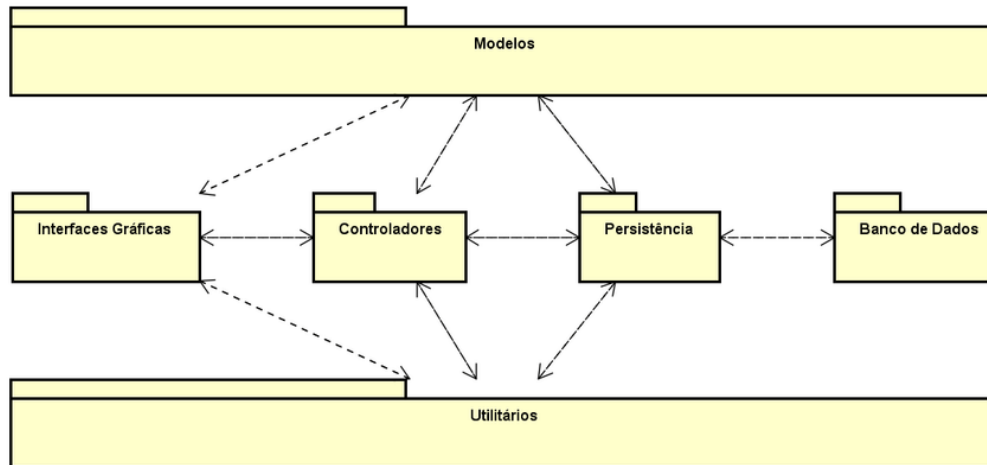 Modelos
Interfaces Gráficas
Controladores
Persistência
Banco de Dados
Utilitários